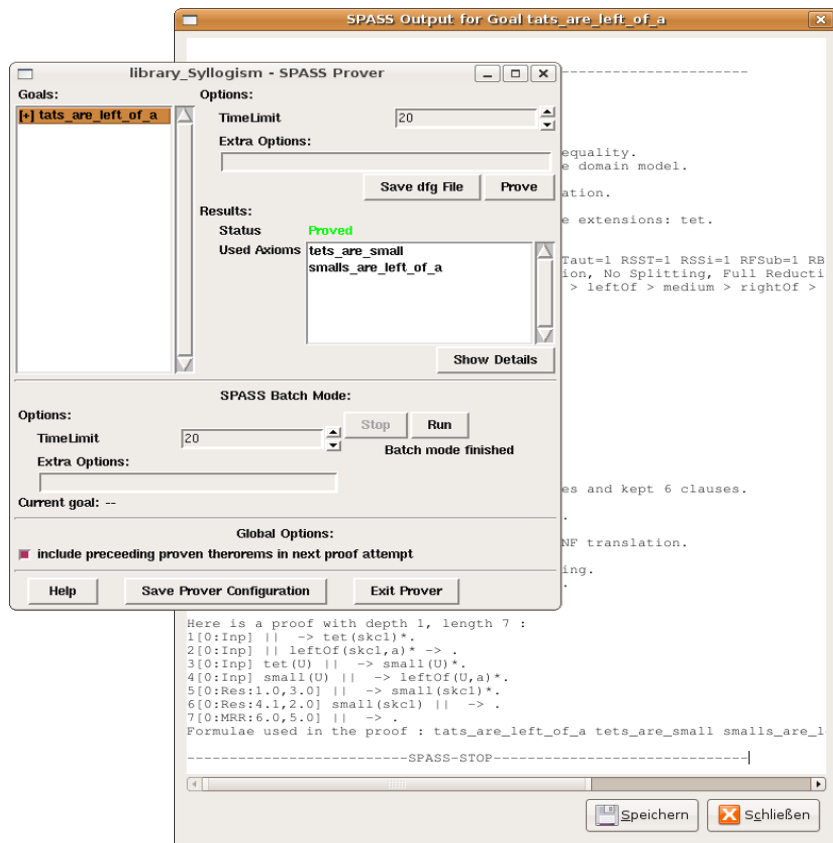 SPASS Output for Goal tats_are_left_of_a
library_Syllogism - SPASS Prover
Goals:
[+] tats_are_left_of_a
Options:
TimeLimit
20
Extra Options:
Save dfg File
Prove
Results:
Status
Proved
Used Axioms
tets_are_small
smalls_are_left_of_a
Show Details
SPASS Batch Mode:
Options:
TimeLimit
20
Stop
Run
Batch mode finished
Extra Options:
Current goal: --
Global Options:
include preceeding proven therorems in next proof attempt
Help
Save Prover Configuration
Exit Prover
----------------------
equality.
e domain model.
ation.
e extensions: tet.
Taut=1 RSST=1 RSSi=1 RFSub=1 RB
ion, No Splitting, Full Reducti
> leftOf > medium > rightOf >
es and kept 6 clauses.
.
NF translation.
ing.
.
Here is a proof with depth 1, length 7 :
1[0:Inp] ||  -> tet(skc1)*.
2[0:Inp] || leftOf(skc1,a)* -> .
3[0:Inp] tet(U) ||  -> small(U)*.
4[0:Inp] small(U) ||  -> leftOf(U,a)*.
5[0:Res:1.0,3.0] ||  -> small(skc1)*.
6[0:Res:4.1,2.0] small(skc1) ||  -> .
7[0:MRR:6.0,5.0] ||  -> .
Formulae used in the proof : tats_are_left_of_a tets_are_small smalls_are_l
--------------------------SPASS-STOP------------------------------
Speichern
Schließen